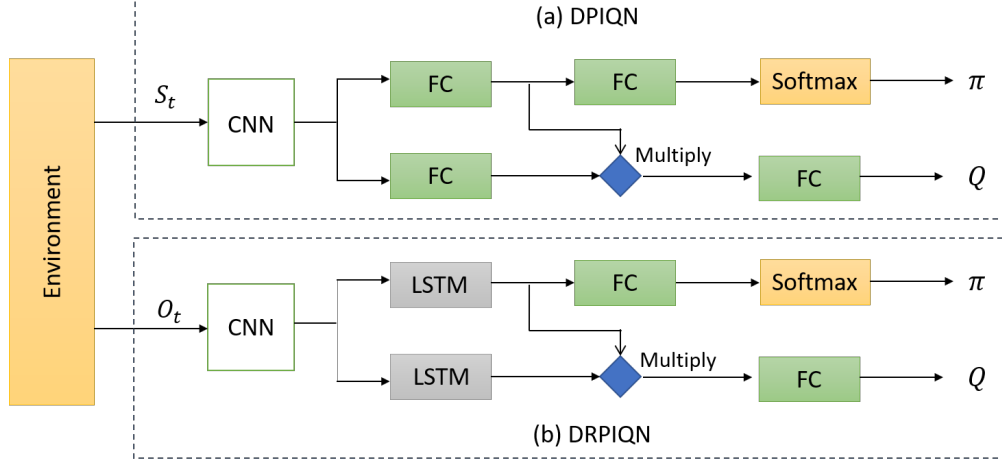 (a) DPIQN
Environment
S_t
CNN
FC
FC
Softmax
π
FC
Multiply
FC
Q
O_t
CNN
LSTM
FC
Softmax
π
LSTM
Multiply
FC
Q
(b) DRPIQN